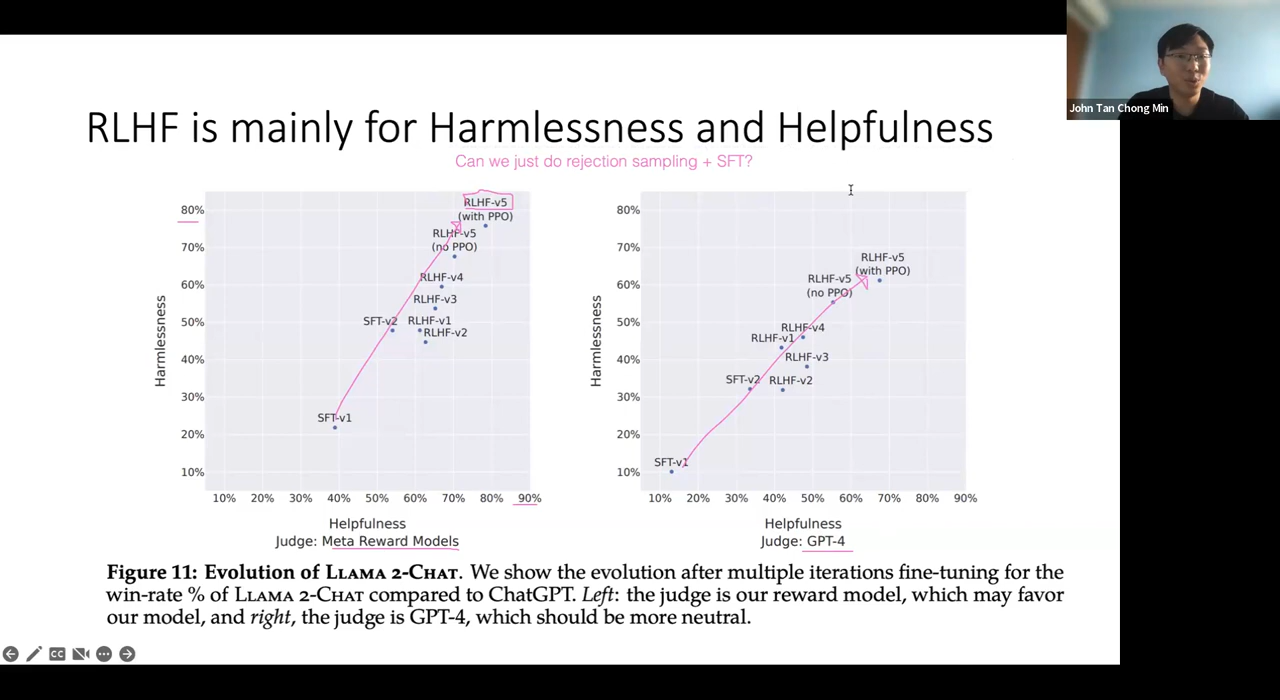 John Tan Chong Min
RLHF is mainly for Harmlessness and Helpfulness
Can we just do rejection sampling + SFT?
80%
70%
60%
50%
40%
30%
20%
10%
Harmlessness
RLHF-v5
(with PPO)
RLHF-v5
(no PPO)
RLHF-v4
RLHF-v3
SFT-v2
RLHF-v1
RLHF-v2
SFT-v1
10% 20% 30% 40% 50% 60% 70% 80% 90%
Helpfulness
Judge: Meta Reward Models
80%
70%
60%
50%
40%
30%
20%
10%
Harmlessness
RLHF-v5
(with PPO)
RLHF-v5
(no PPO)
RLHF-v4
RLHF-v1
RLHF-v3
SFT-v2
RLHF-v2
SFT-v1
10% 20% 30% 40% 50% 60% 70% 80% 90%
Helpfulness
Judge: GPT-4
Figure 11: Evolution of Llama 2-Chat. We show the evolution after multiple iterations fine-tuning for the
win-rate % of Llama 2-Chat compared to ChatGPT. Left: the judge is our reward model, which may favor
our model, and right, the judge is GPT-4, which should be more neutral.
CC